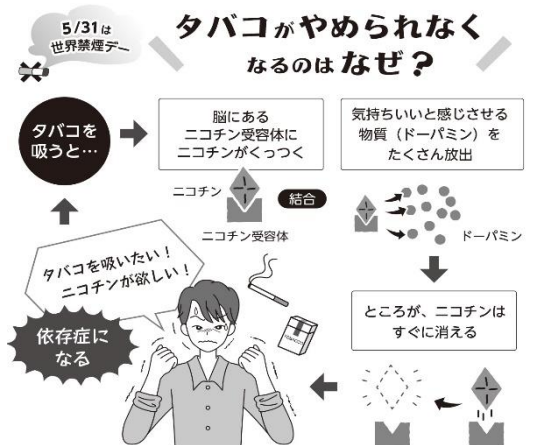 5/31は
世界禁煙デー
タバコがやめられなく
なるのはなぜ？
タバコを
吸うと…
脳にある
ニコチン受容体に
ニコチンがくっつく
ニコチン
結合
ニコチン受容体
気持ちいいと感じさせる
物質（ドーパミン）を
たくさん放出
ドーパミン
ところが、ニコチンは
すぐに消える
タバコを吸いたい！
ニコチンが欲しい！
依存症に
なる